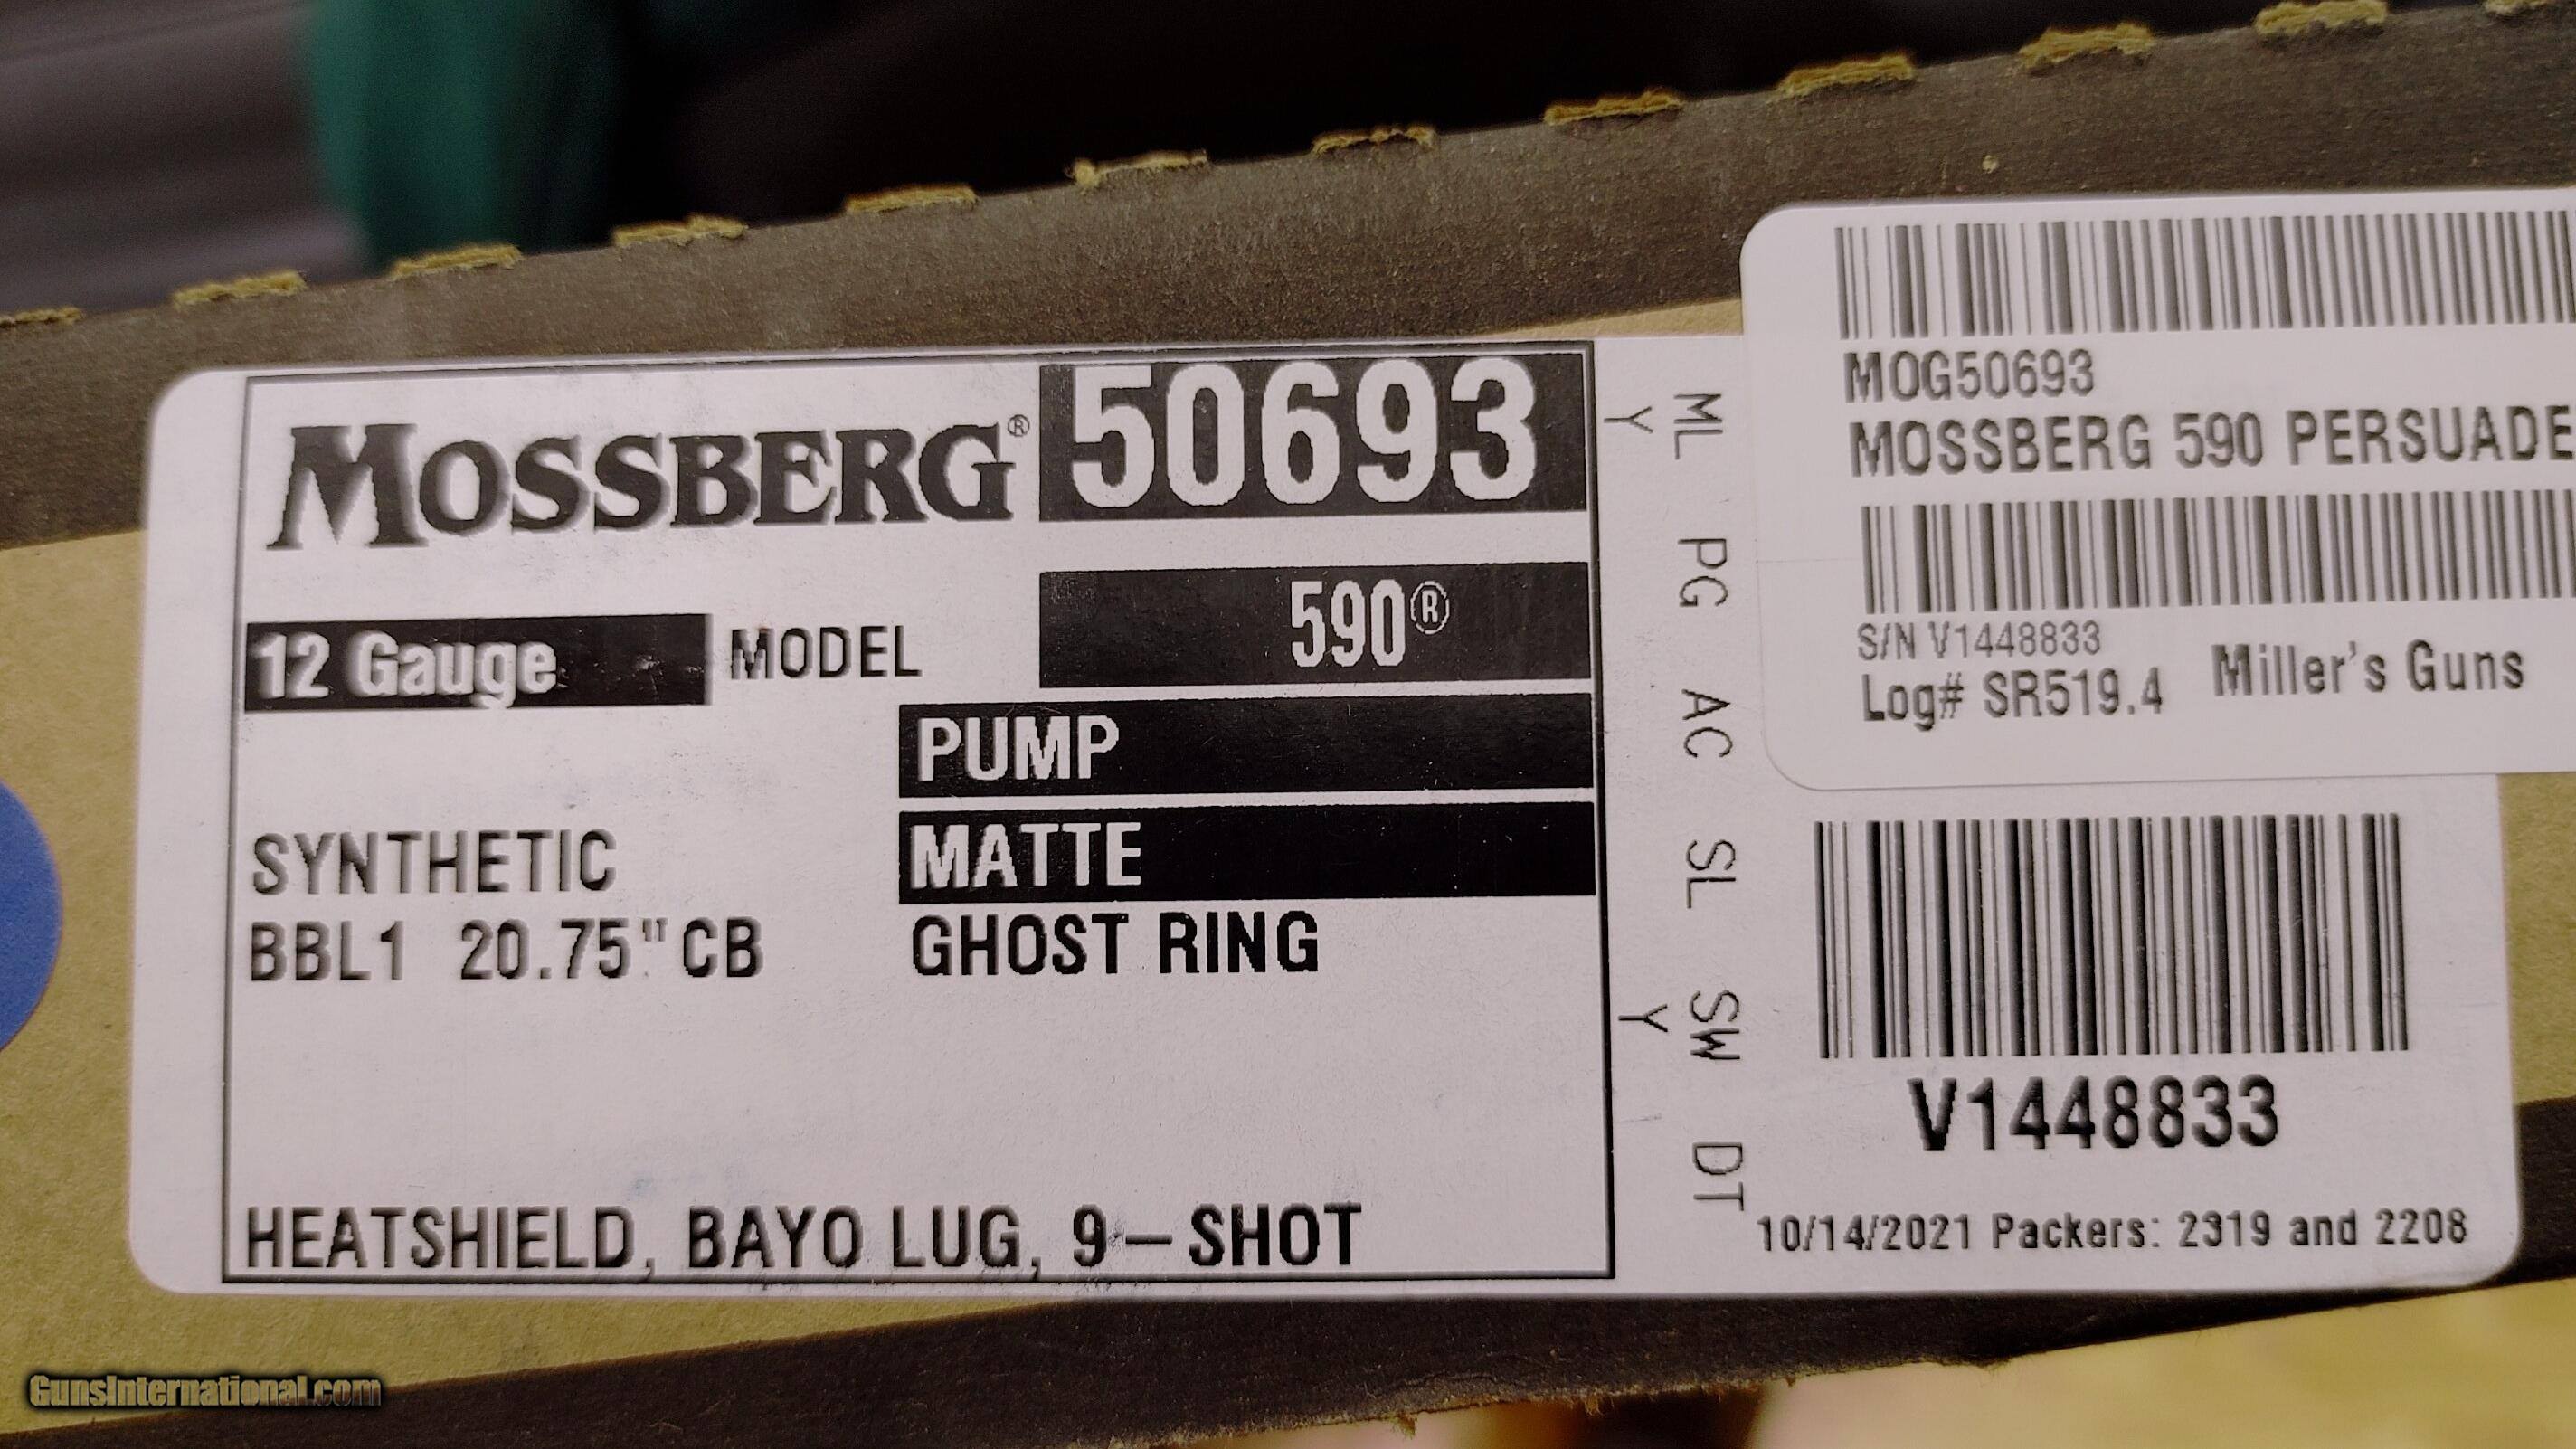 MOSSBERG® 50693
12 Gauge MODEL 590®
PUMP
SYNTHETIC MATTE
BBL1 20.75" CB GHOST RING
HEATSHIELD, BAYO LUG, 9-SHOT
ML PG AC SL SW DT
Y Y
MOG50693
MOSSBERG 590 PERSUADE
S/N V1448833
Log# SR519.4 Miller's Guns
V1448833
10/14/2021 Packers: 2319 and 2208
GunsInternational.com